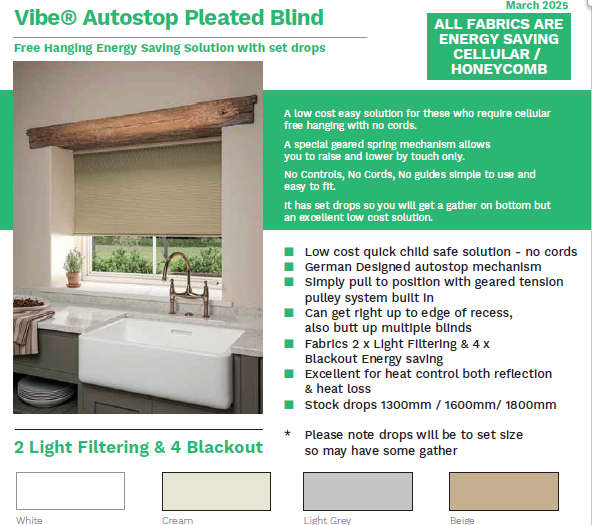 March 2025
Vibe® Autostop Pleated Blind
Free Hanging Energy Saving Solution with set drops
ALL FABRICS ARE
ENERGY SAVING
CELLULAR /
HONEYCOMB
A low cost easy solution for these who require cellular
free hanging with no cords.
A special geared spring mechanism allows
you to raise and lower by touch only.
No Controls, No Cords, No guides simple to use and
easy to fit.
It has set drops so you will get a gather on bottom but
an excellent low cost solution.
Low cost quick child safe solution - no cords
German Designed autostop mechanism
Simply pull to position with geared tension
pulley system built in
Can get right up to edge of recess,
also butt up multiple blinds
Fabrics 2 x Light Filtering & 4 x
Blackout Energy saving
Excellent for heat control both reflection
& heat loss
Stock drops 1300mm / 1600mm/ 1800mm
* Please note drops will be to set size
so may have some gather
2 Light Filtering & 4 Blackout
White
Cream
Light Grey
Beige